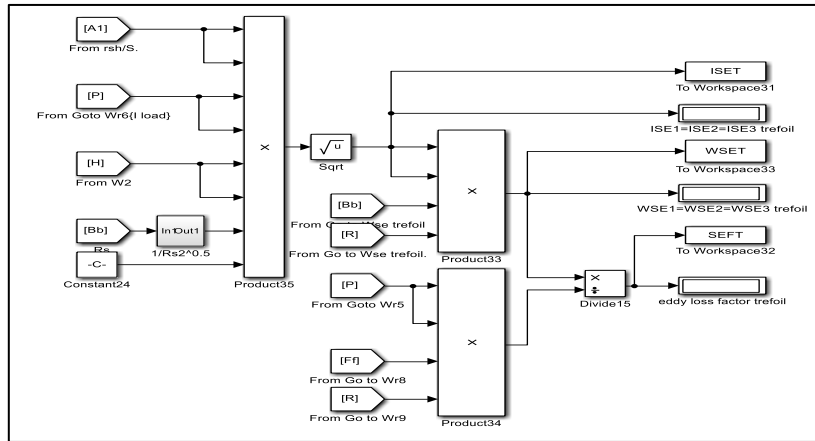 [A1]
From rsh/S.
[P]
From Goto Wr6{I load}
[H]
From W2
[Bb]
Rs
In1Out1
1/Rs2^0.5
-C-
Constant24
×
Product35
√u
Sqrt
ISET
To Workspace31
ISE1=ISE2=ISE3 trefoil
WSET
To Workspace33
WSE1=WSE2=WSE3 trefoil
SEFT
To Workspace32
eddy loss factor trefoil
×
Product33
[Bb]
From Go to Wse trefoil
[R]
From Go to Wse trefoil.
[P]
From Goto Wr5
[Ff]
From Go to Wr8
[R]
From Go to Wr9
×
Product34
×
÷
Divide15